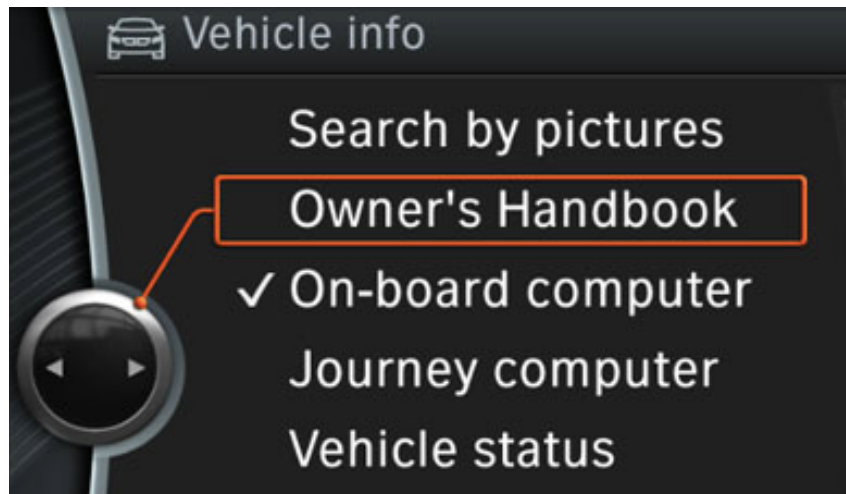 Vehicle info
Search by pictures
Owner's Handbook
✓ On-board computer
Journey computer
Vehicle status